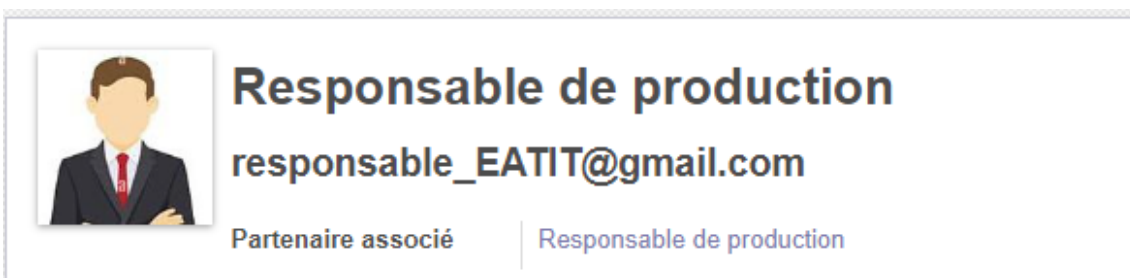 Responsable de production
responsable_EATIT@gmail.com
Partenaire associé Responsable de production